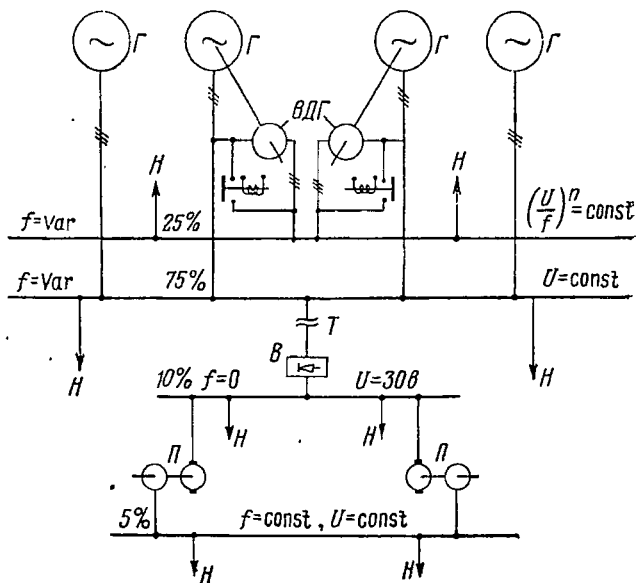 Г Г Г Г
ВДГ
Н Н
f=var 25% (U/f)ⁿ=const
f=Var 75% U=const
Т
Н В Н
10% f=0 U=30в
Н Н
П П
5% f=const, U=const
Н Н